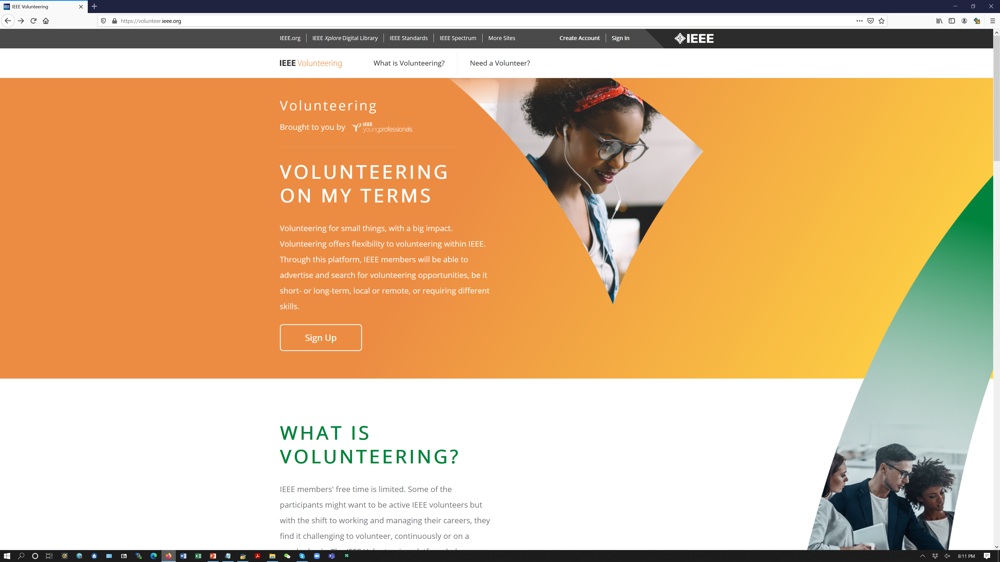 IEEE Volunteering
https://volunteer.ieee.org
IEEE.org
IEEE Xplore Digital Library
IEEE Standards
IEEE Spectrum
More Sites
Create Account
Sign In
IEEE
IEEE Volunteering
What is Volunteering?
Need a Volunteer?
Volunteering
Brought to you by
IEEE
youngprofessionals.
VOLUNTEERING
ON MY TERMS
Volunteering for small things, with a big impact.
Volunteering offers flexibility to volunteering within IEEE.
Through this platform, IEEE members will be able to
advertise and search for volunteering opportunities, be it
short- or long-term, local or remote, or requiring different
skills.
Sign Up
WHAT IS
VOLUNTEERING?
IEEE members' free time is limited. Some of the
participants might want to be active IEEE volunteers but
with the shift to working and managing their careers, they
find it challenging to volunteer, continuously or on a
8:11 PM